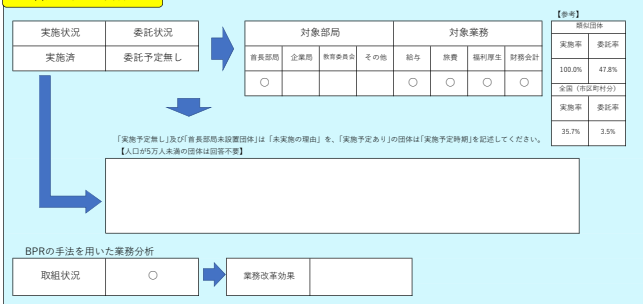 【参考】
実施状況 委託状況
対象部局 対象業務
類似団体
実施率 委託率
実施済 委託予定無し
首長部局 企業局 教育委員会 その他 給与 旅費 福利厚生 財務会計
100.0% 47.8%
○ ○ ○ ○ ○
全国（市区町村分）
実施率 委託率
35.7% 3.5%
「実施予定無し」及び「首長部局未設置団体」は「未実施の理由」を、「実施予定あり」の団体は「実施予定時期」を記述してください。
【人口が5万人未満の団体は回答不要】
BPRの手法を用いた業務分析
取組状況 ○ 業務改革効果